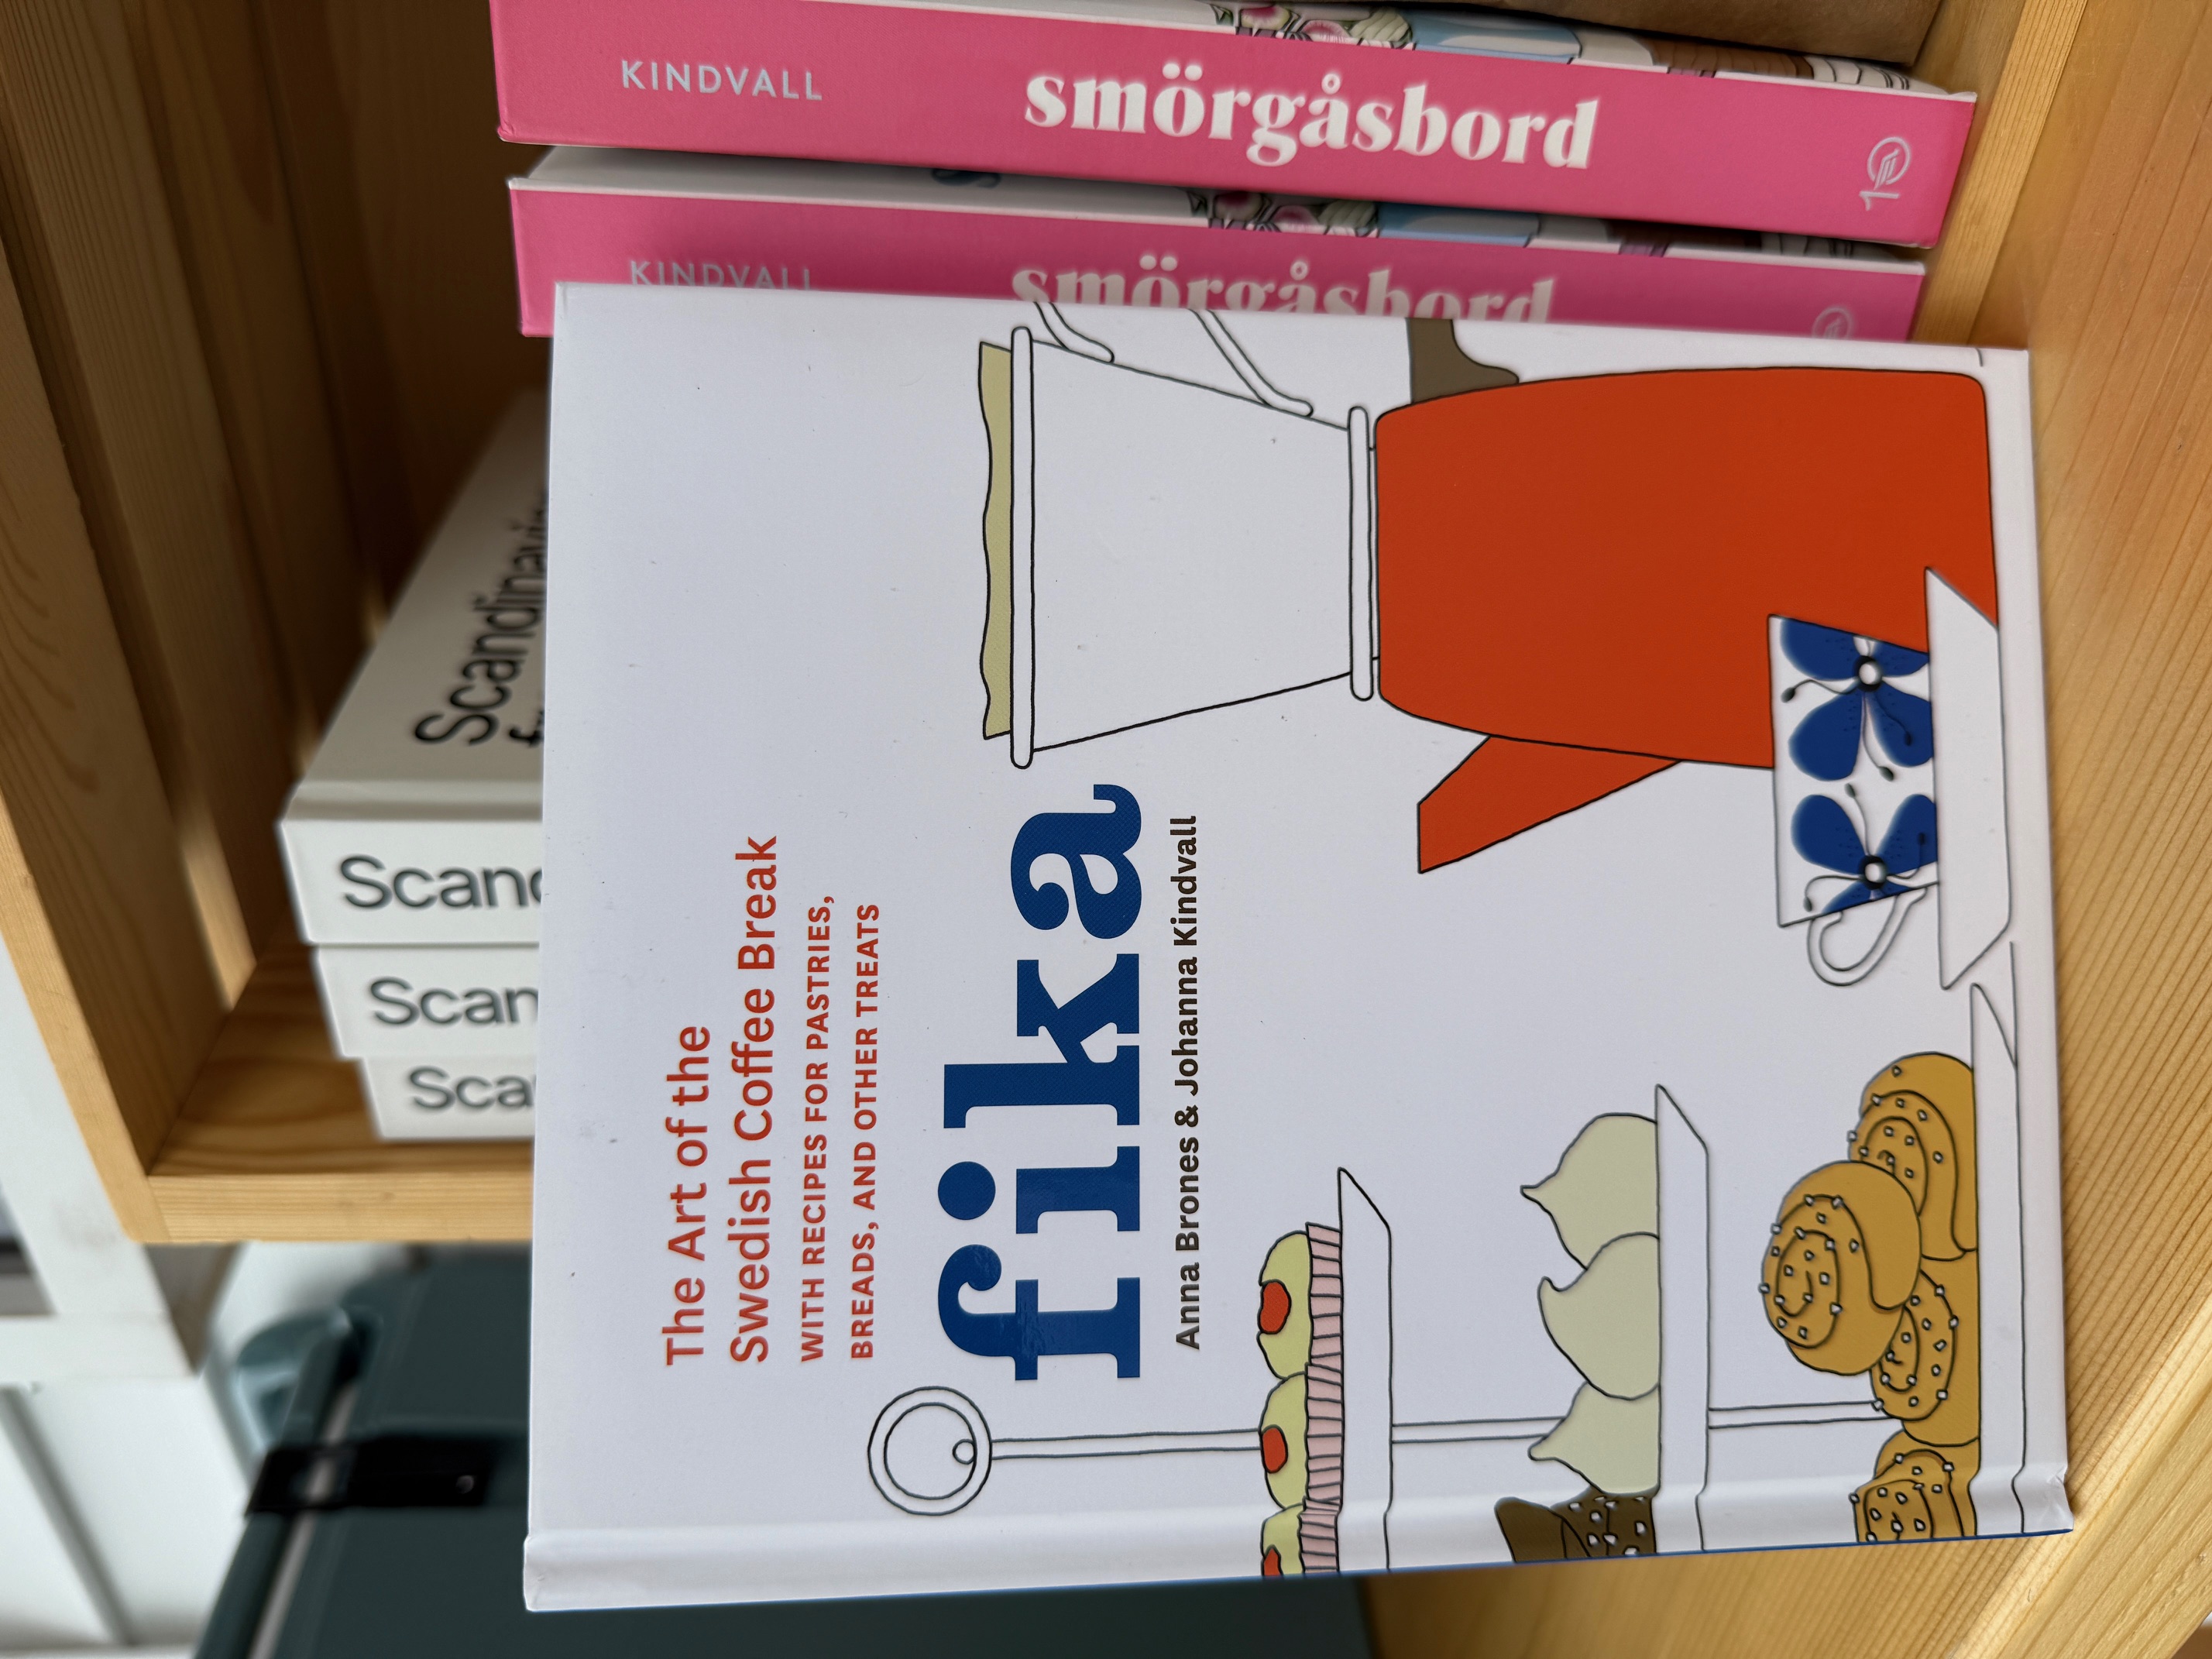 The Art of the
Swedish Coffee Break
WITH RECIPES FOR PASTRIES,
BREADS, AND OTHER TREATS
fika
Anna Brones & Johanna Kindvall
KINDVALL
smörgåsbord
KINDVALL
smörgåsbord
Scandinavian
Scand
Scan
Scan